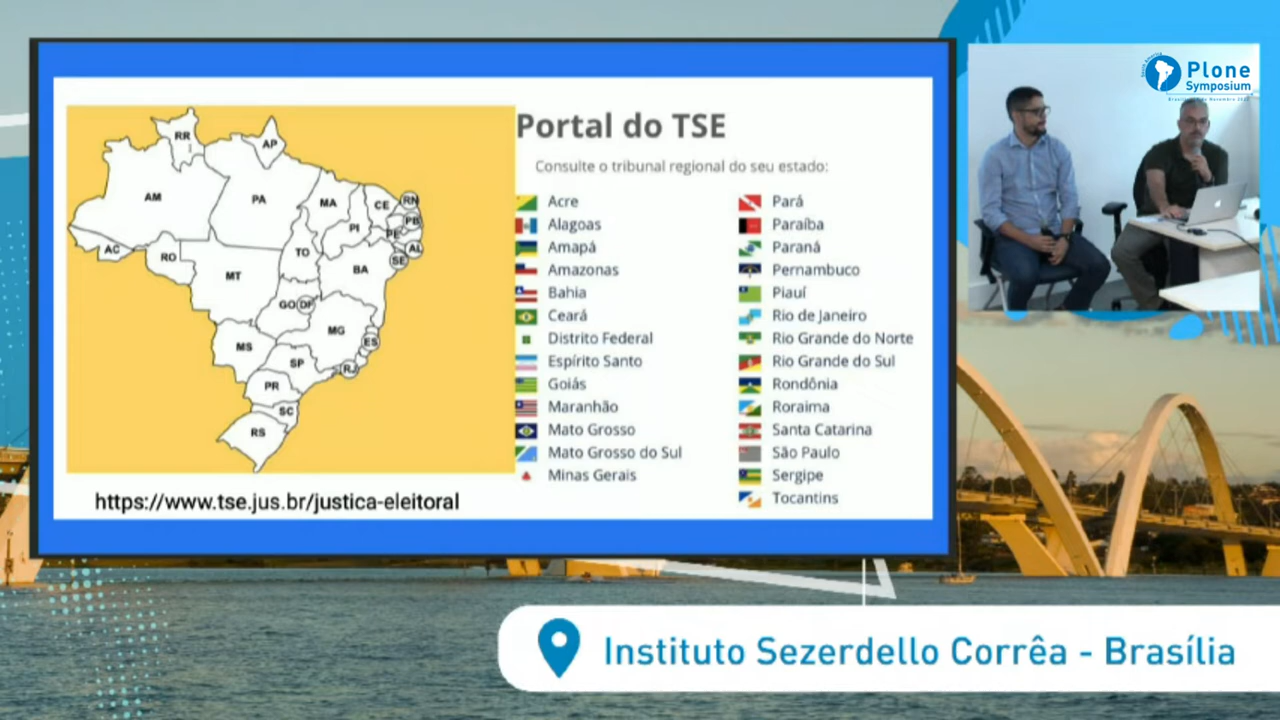 Portal do TSE
Consulte o tribunal regional do seu estado:
Acre
Alagoas
Amapá
Amazonas
Bahia
Ceará
Distrito Federal
Espírito Santo
Goiás
Maranhão
Mato Grosso
Mato Grosso do Sul
Minas Gerais
Pará
Paraíba
Paraná
Pernambuco
Piauí
Rio de Janeiro
Rio Grande do Norte
Rio Grande do Sul
Rondônia
Roraima
Santa Catarina
São Paulo
Sergipe
Tocantins
RR
AP
AM
PA
MA
CE
RN
PB
PI
PE
AL
SE
AC
RO
TO
BA
MT
GO DF
MG
ES
MS
SP
RJ
PR
SC
RS
https://www.tse.jus.br/justica-eleitoral
Plone
Symposium
Instituto Sezerdello Corrêa - Brasília